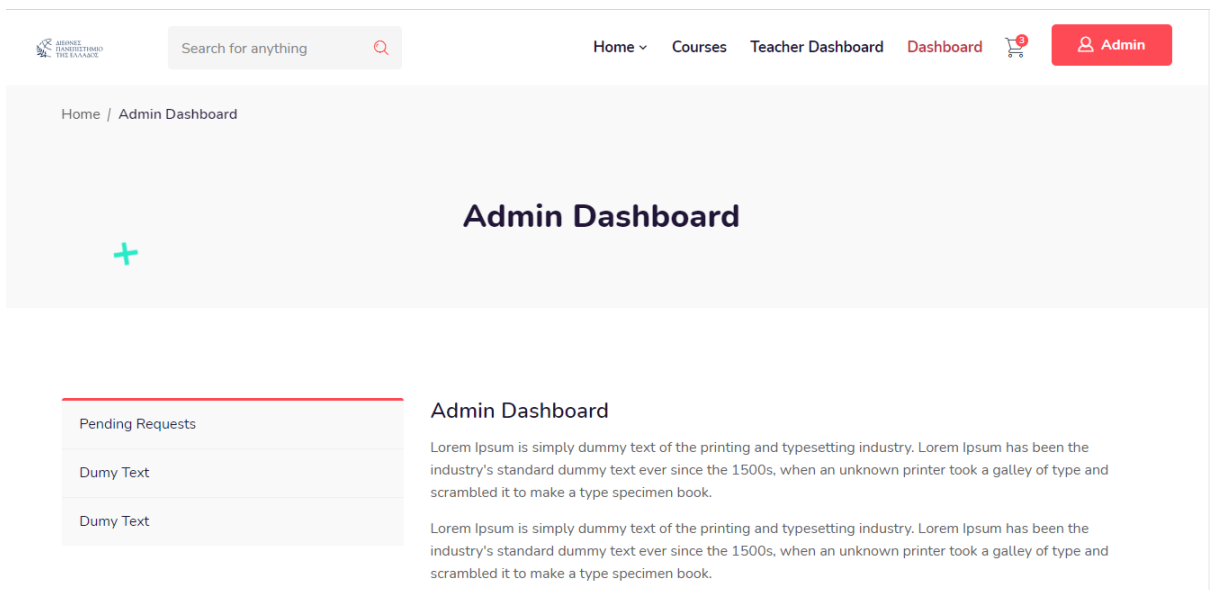 ΔΙΕΘΝΕΣ
ΠΑΝΕΠΙΣΤΗΜΙΟ
ΤΗΣ ΕΛΛΑΔΟΣ
Search for anything
Home Courses Teacher Dashboard Dashboard 3 Admin
Home / Admin Dashboard
Admin Dashboard
Pending Requests
Dumy Text
Dumy Text
Admin Dashboard
Lorem Ipsum is simply dummy text of the printing and typesetting industry. Lorem Ipsum has been the
industry's standard dummy text ever since the 1500s, when an unknown printer took a galley of type and
scrambled it to make a type specimen book.
Lorem Ipsum is simply dummy text of the printing and typesetting industry. Lorem Ipsum has been the
industry's standard dummy text ever since the 1500s, when an unknown printer took a galley of type and
scrambled it to make a type specimen book.